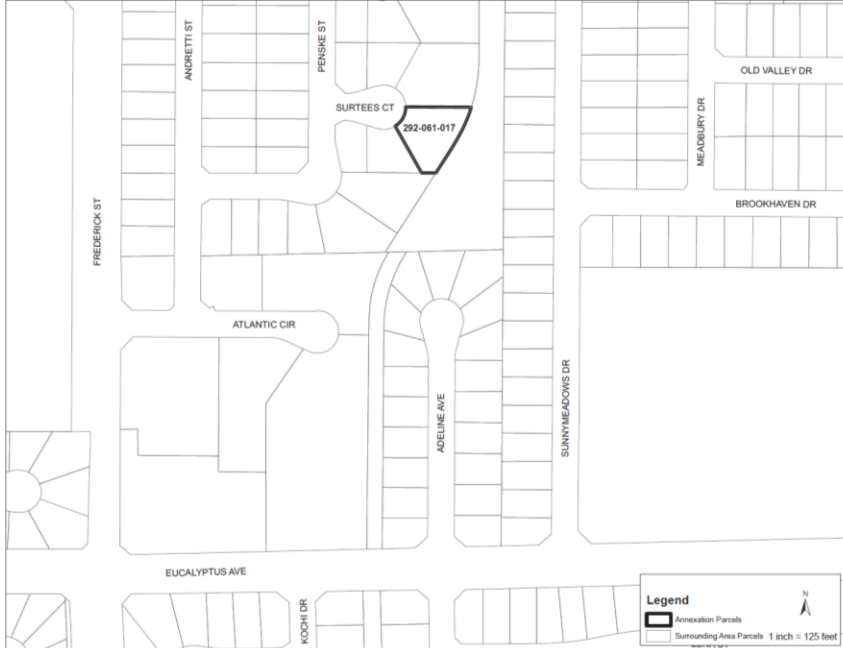 ANDRETTI ST
PENSKE ST
OLD VALLEY DR
SURTEES CT
292-061-017
MEADBURY DR
BROOKHAVEN DR
FREDERICK ST
ATLANTIC CIR
SUNNYMEADOWS DR
ADELINE AVE
EUCALYPTUS AVE
KOCHI DR
Legend
N
Annexation Parcels
Surrounding Area Parcels 1 inch = 125 feet